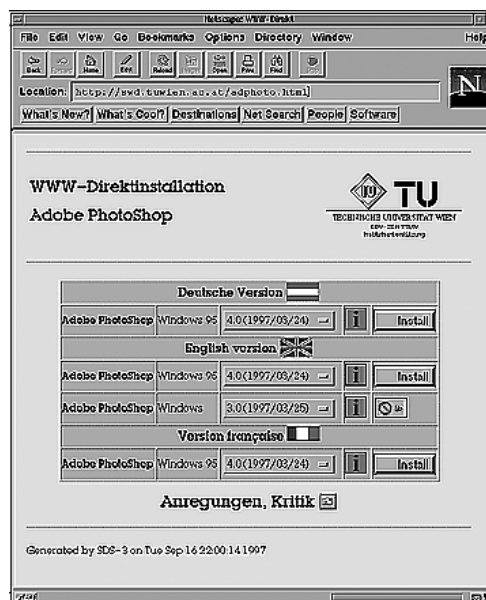 Netscape: WWW-Direkt
File Edit View Go Bookmarks Options Directory Window Help
Back Forward Home Edit Reload Images Open Print Find Stop
Location: http://swd.tuwien.ac.at/adphoto.html
What's New? What's Cool? Destinations Net Search People Software
N
WWW-Direktinstallation
Adobe PhotoShop
TU
TECHNISCHE UNIVERSITÄT WIEN
EDV-ZENTRUM
Deutsche Version
Adobe PhotoShop Windows 95 4.0(1997/03/24) i Install
English version
Adobe PhotoShop Windows 95 4.0(1997/03/24) i Install
Adobe PhotoShop Windows 3.0(1997/03/25) i
Version française
Adobe PhotoShop Windows 95 4.0(1997/03/24) i Install
Anregungen, Kritik
Generated by SDS-3 on Tue Sep 16 22:00:14 1997